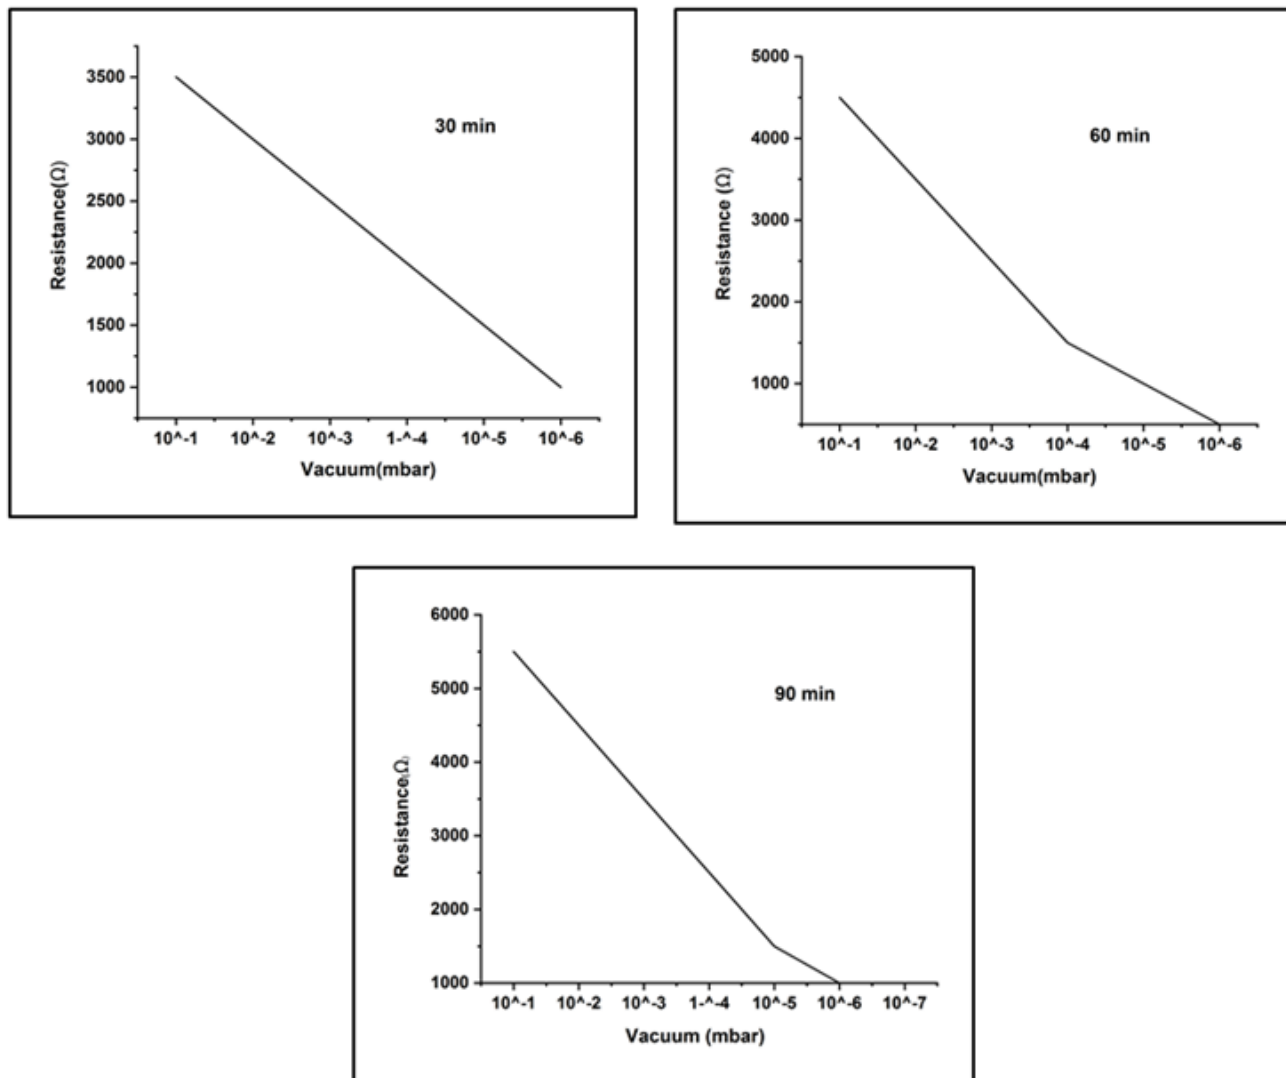 3500
3000
2500
2000
1500
1000
Resistance(Ω)
30 min
10^-1 10^-2 10^-3 1-^-4 10^-5 10^-6
Vacuum(mbar)
5000
4000
3000
2000
1000
Resistance (Ω)
60 min
10^-1 10^-2 10^-3 10^-4 10^-5 10^-6
Vacuum(mbar)
6000
5000
4000
3000
2000
1000
Resistance(Ω)
90 min
10^-1 10^-2 10^-3 1-^-4 10^-5 10^-6 10^-7
Vacuum (mbar)